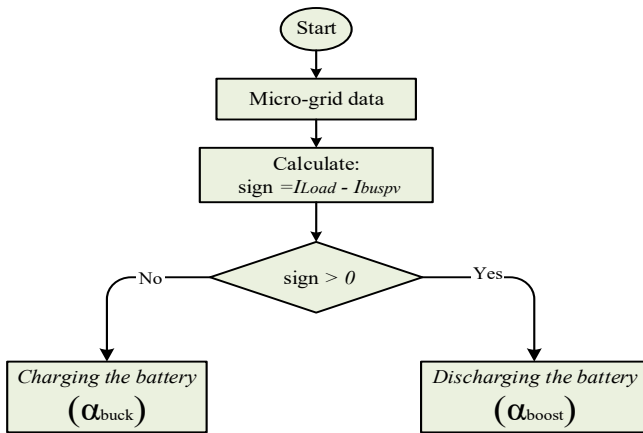 Start
Micro-grid data
Calculate:
sign =ILoad - Ibuspv
sign > 0
No
Yes
Charging the battery
(αbuck)
Discharging the battery
(αboost)